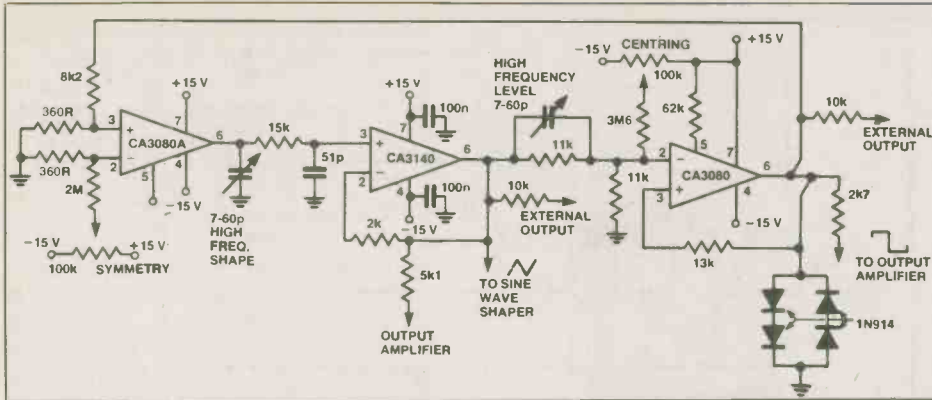 +15 V
-15 V
CENTRING
100k
HIGH
FREQUENCY
LEVEL
7-60p
8k2
+15 V
+15 V
360R
3
+
CA3080A
7
6
15k
100n
3M6
62k
10k
EXTERNAL
OUTPUT
360R
–
2
4
5
2M
-15 V
7-60p
HIGH
FREQ.
SHAPE
51p
3
+
CA3140
7
6
–
2
4
100n
-15 V
11k
11k
10k
EXTERNAL
OUTPUT
2
–
5
7
CA3080
6
+
3
4
-15 V
2k7
-15 V
+15 V
100k
SYMMETRY
2k
5k1
OUTPUT
AMPLIFIER
TO SINE
WAVE
SHAPER
13k
TO OUTPUT
AMPLIFIER
1N914